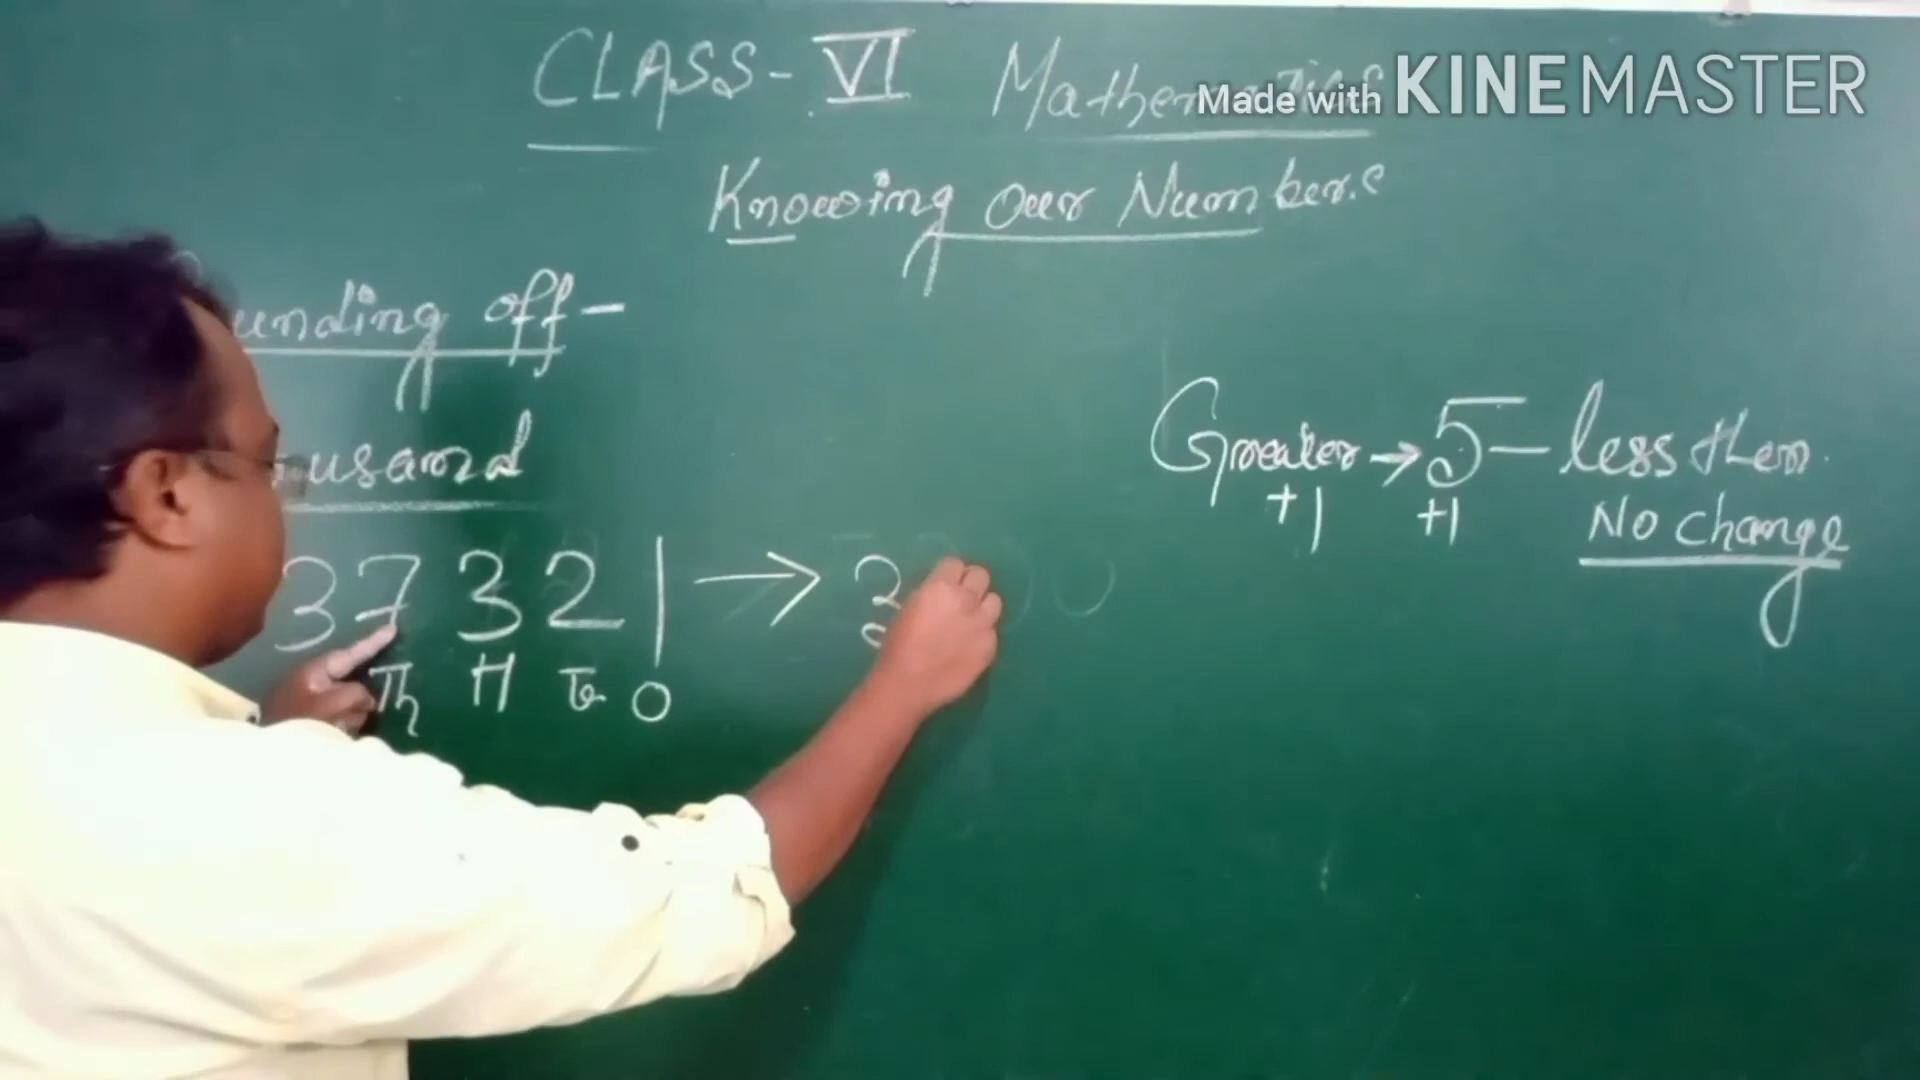 CLASS - VI Mathematics
Made with KINEMASTER
Knowing Our Numbers
unding off -
usand
Greater → 5 - less then
+1 +1 No change
37321 → 3
Th H T O